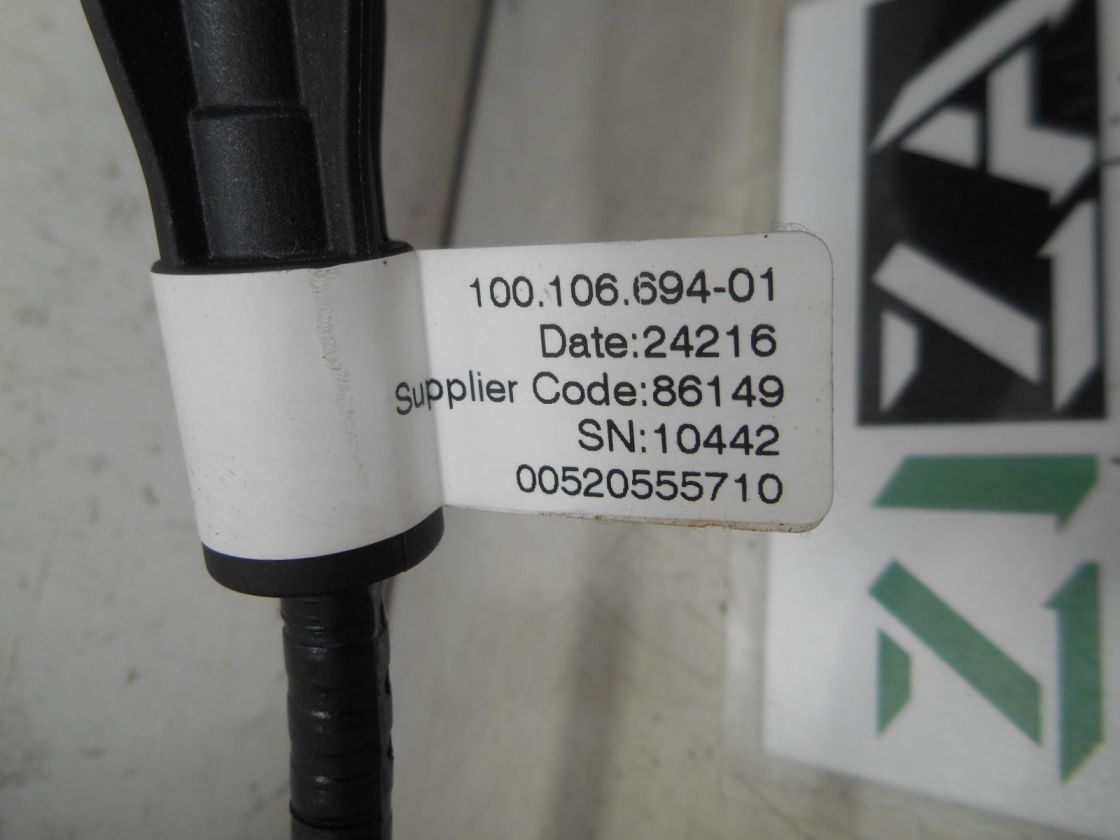 100.106.694-01
Date:24216
Supplier Code:86149
SN:10442
00520555710